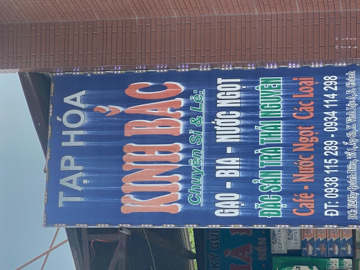 TẠP HÓA
KINH BẮC
Chuyên Sỉ & Lẻ:
GẠO - BIA - NƯỚC NGỌT
ĐẶC SẢN TRÀ THÁI NGUYÊN
Café - Nước Ngọt Các Loại
ĐT: 0933 115 289 - 0934 114 298